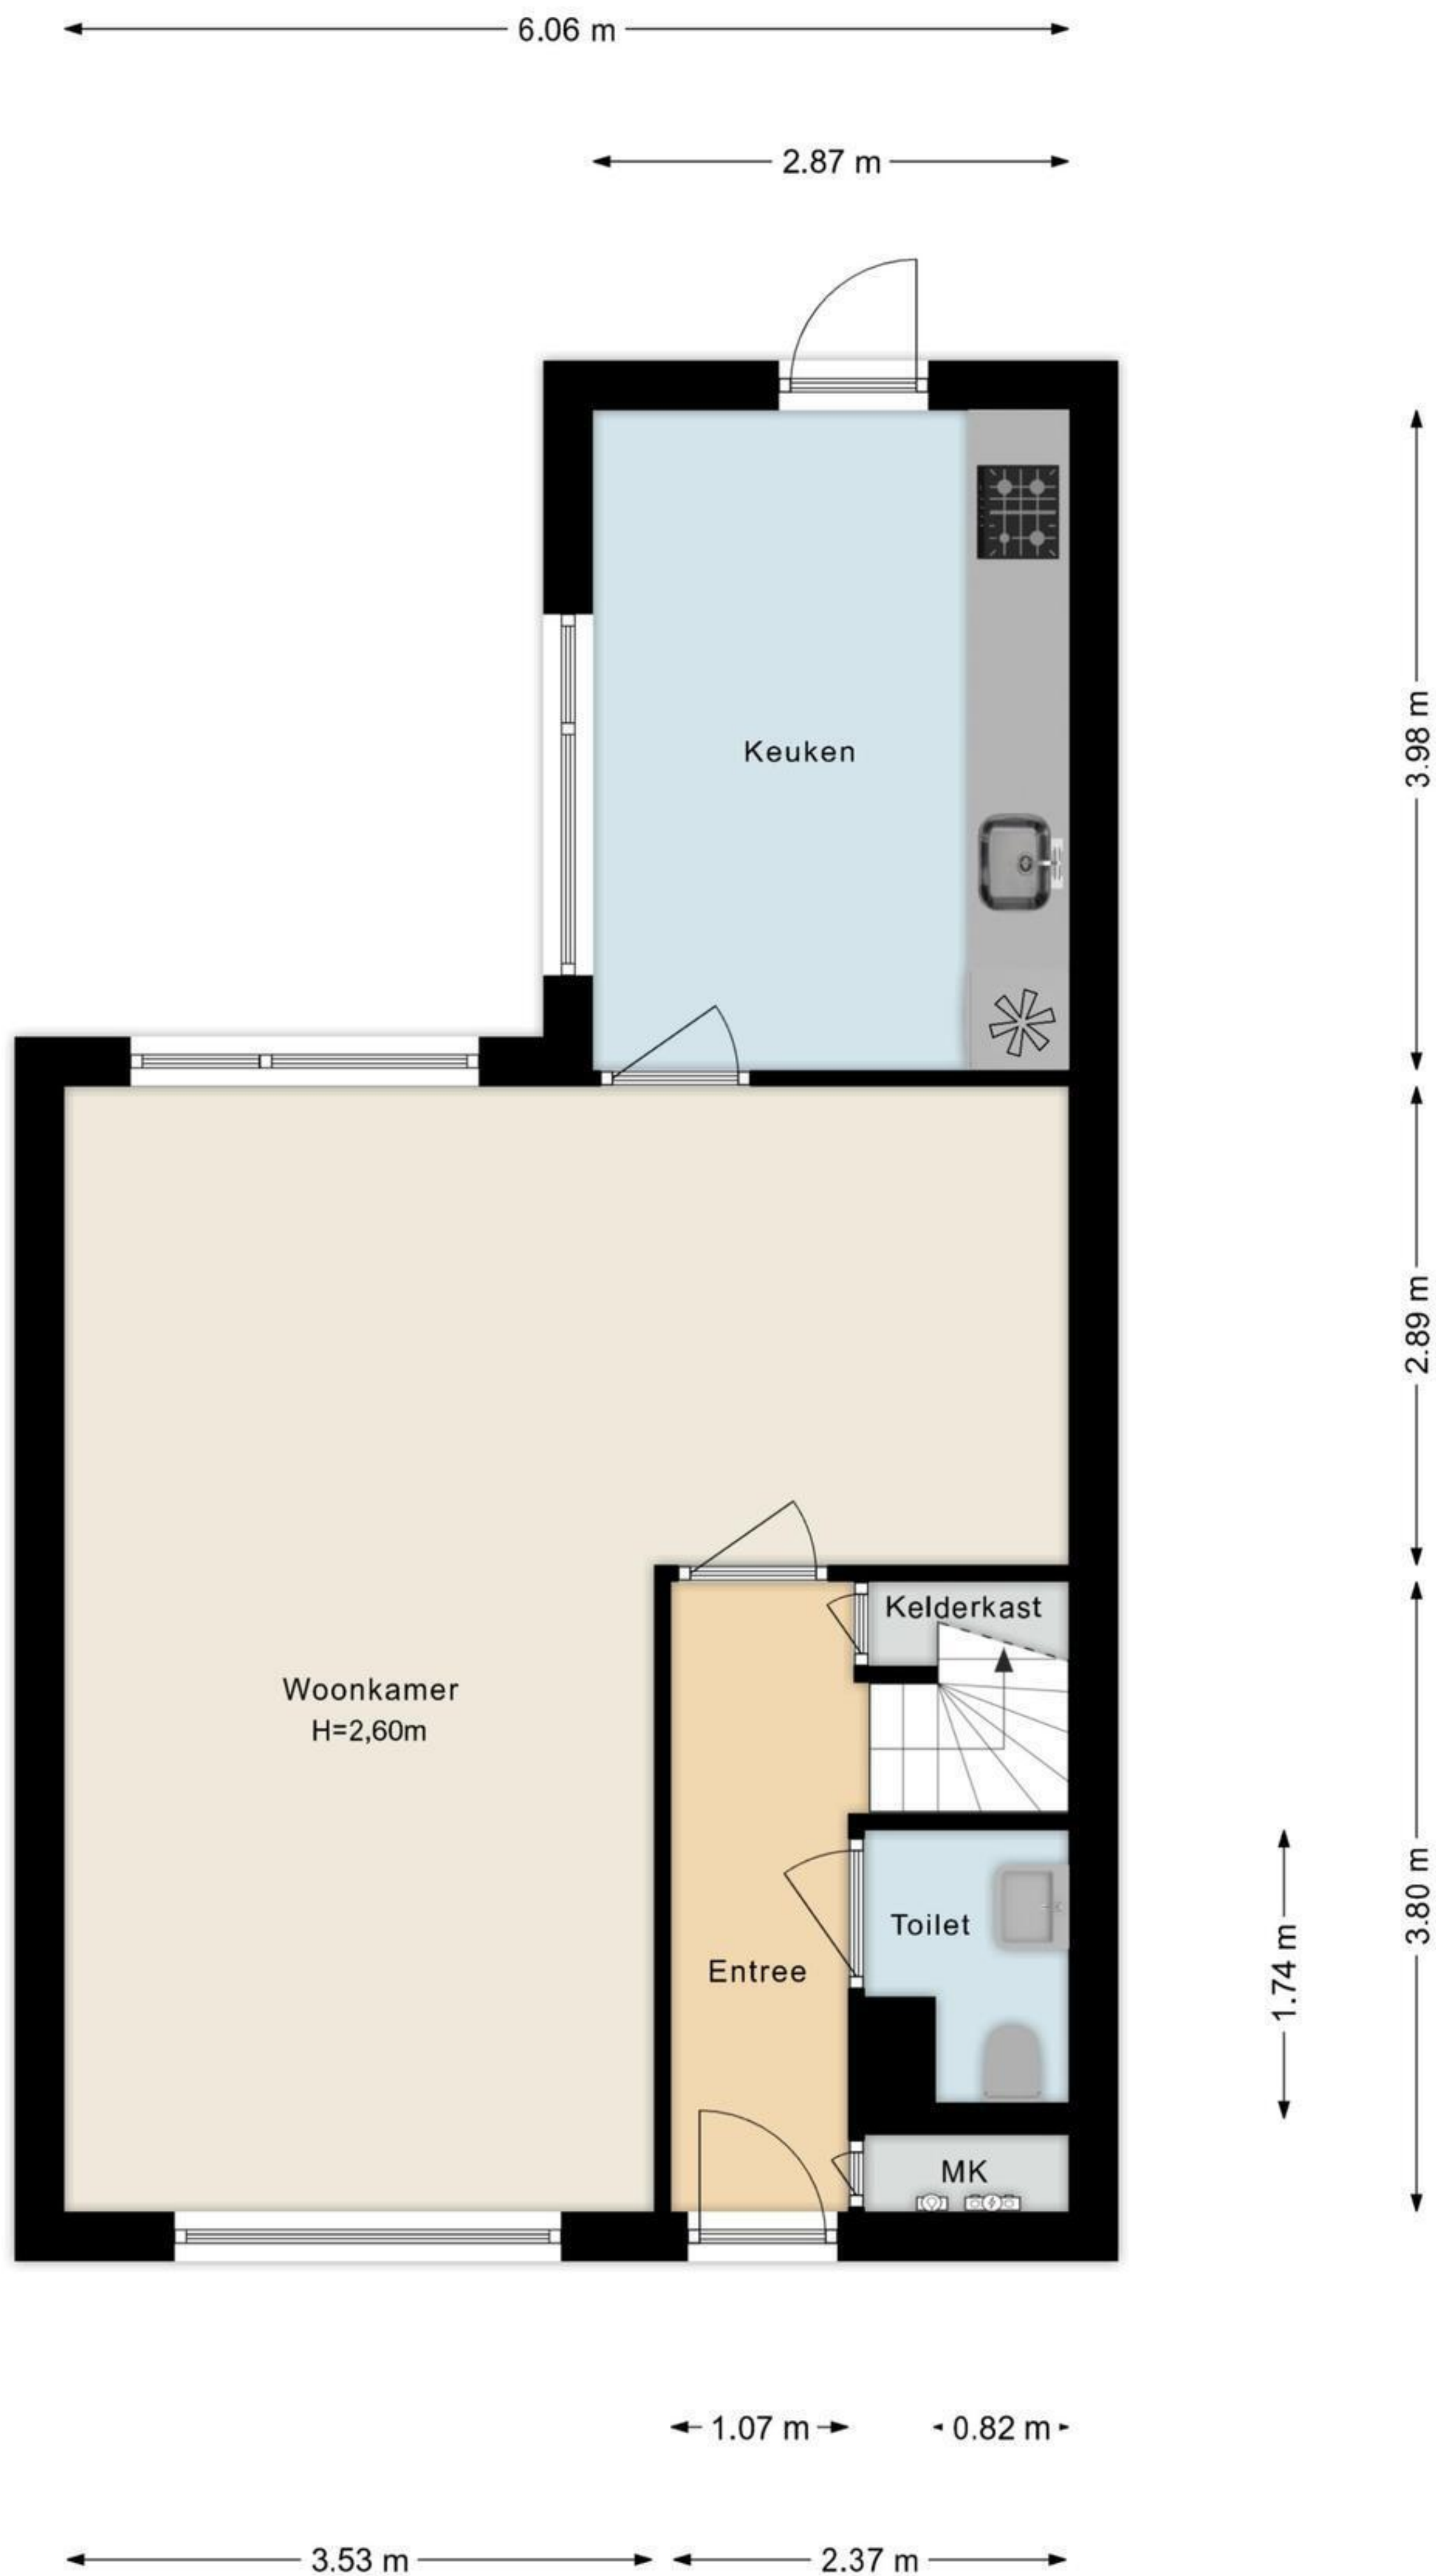 6.06 m
2.87 m
Keuken
3.98 m
2.89 m
Kelderkast
Woonkamer
H=2,60m
3.80 m
Toilet
Entree
1.74 m
MK
1.07 m
0.82 m
3.53 m
2.37 m